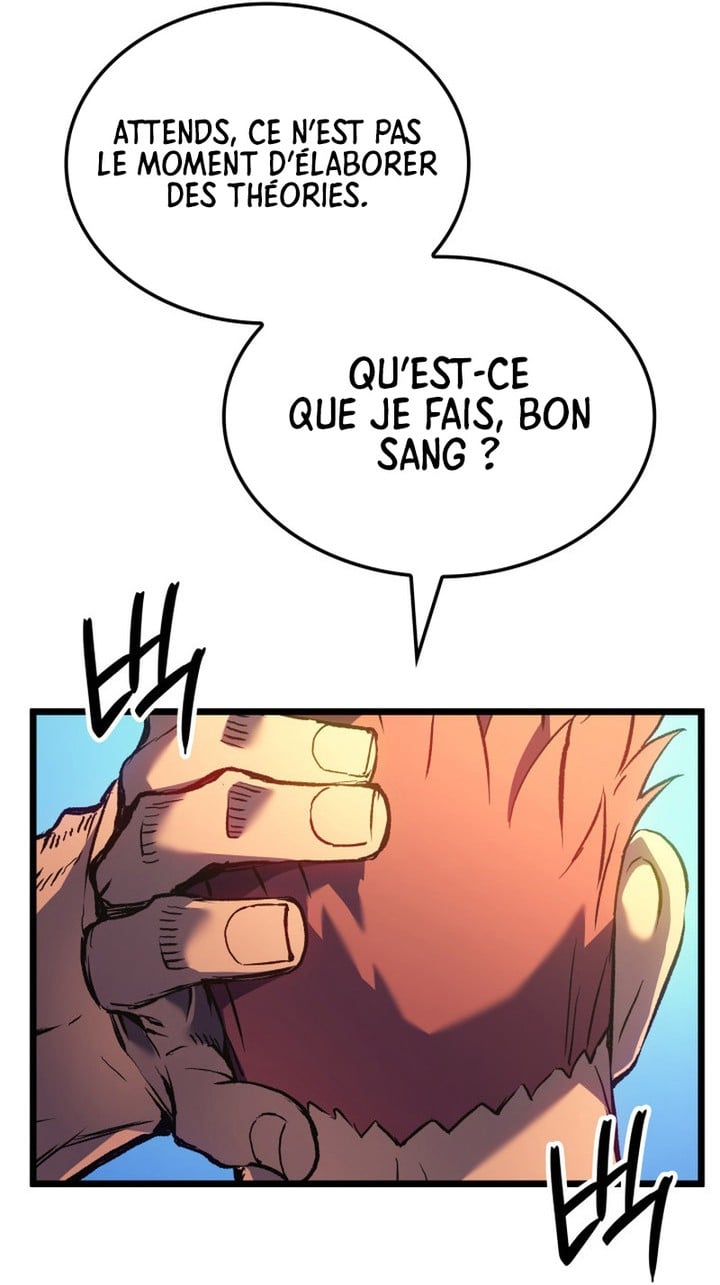 ATTENDS, CE N'EST PAS
LE MOMENT D'ÉLABORER
DES THÉORIES.
QU'EST-CE
QUE JE FAIS, BON
SANG ?
벅
벅